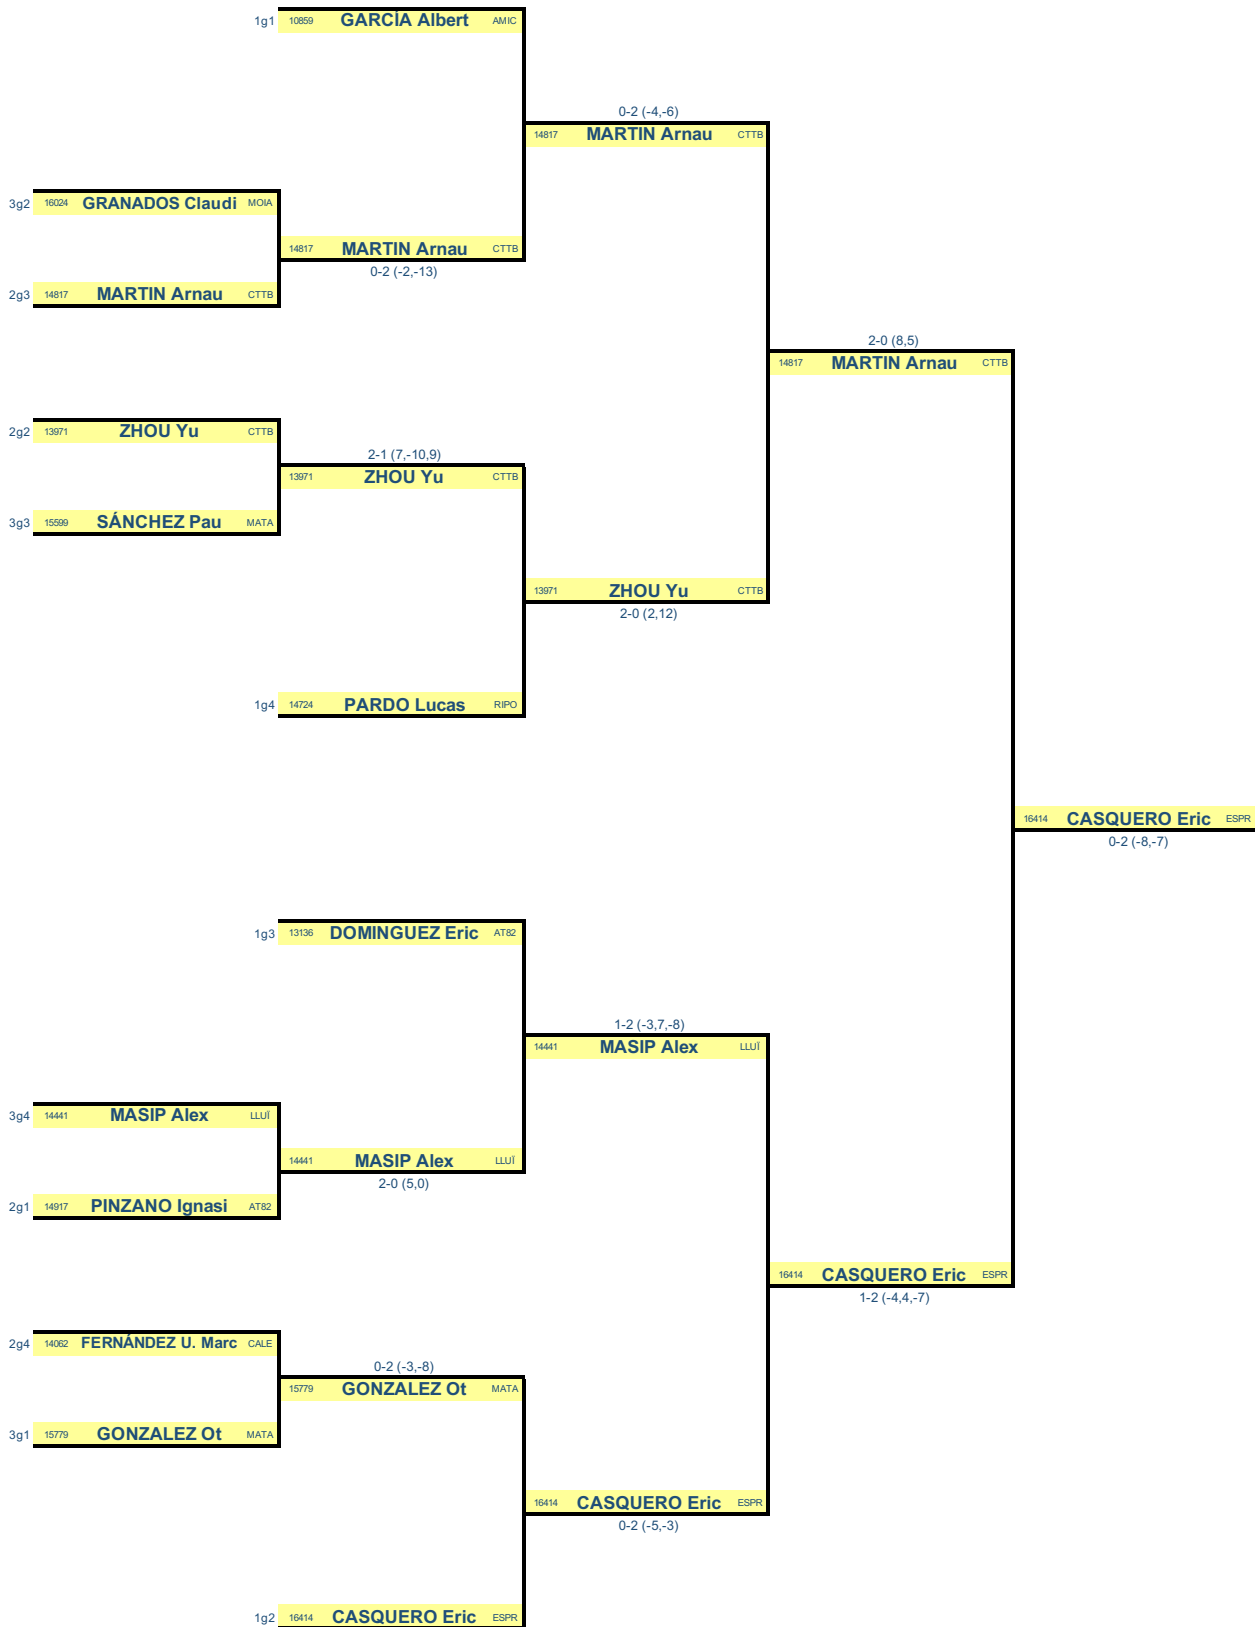 1g1 10859 GARCÍA Albert AMIC
0-2 (-4,-6)
14817 MARTIN Arnau CTTB
3g2 16024 GRANADOS Claudi MOIA
14817 MARTIN Arnau CTTB
0-2 (-2,-13)
2g3 14817 MARTIN Arnau CTTB
2-0 (8,5)
14817 MARTIN Arnau CTTB
2g2 13971 ZHOU Yu CTTB
2-1 (7,-10,9)
13971 ZHOU Yu CTTB
3g3 15599 SÁNCHEZ Pau MATA
13971 ZHOU Yu CTTB
2-0 (2,12)
1g4 14724 PARDO Lucas RIPO
16414 CASQUERO Eric ESPR
0-2 (-8,-7)
1g3 13136 DOMINGUEZ Eric AT82
1-2 (-3,7,-8)
14441 MASIP Alex LLUÏ
3g4 14441 MASIP Alex LLUÏ
14441 MASIP Alex LLUÏ
2-0 (5,0)
2g1 14917 PINZANO Ignasi AT82
16414 CASQUERO Eric ESPR
1-2 (-4,4,-7)
2g4 14062 FERNÁNDEZ U. Marc CALE
0-2 (-3,-8)
15779 GONZALEZ Ot MATA
3g1 15779 GONZALEZ Ot MATA
16414 CASQUERO Eric ESPR
0-2 (-5,-3)
1g2 16414 CASQUERO Eric ESPR